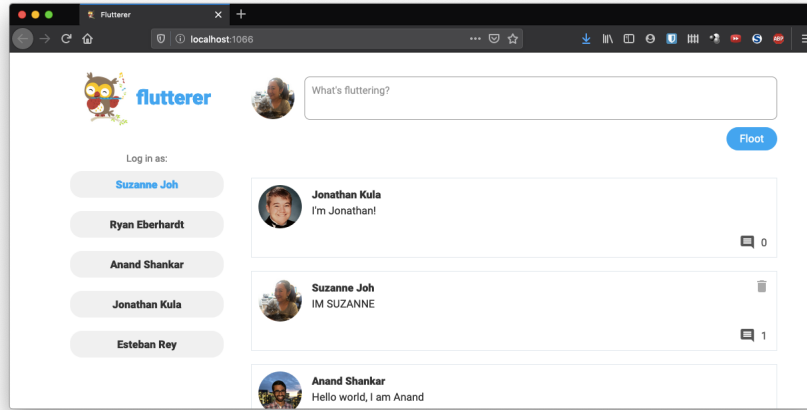 Flutterer
localhost:1066
ABP
flutterer
What's fluttering?
Floot
Log in as:
Suzanne Joh
Ryan Eberhardt
Anand Shankar
Jonathan Kula
Esteban Rey
Jonathan Kula
I'm Jonathan!
0
Suzanne Joh
IM SUZANNE
1
Anand Shankar
Hello world, I am Anand